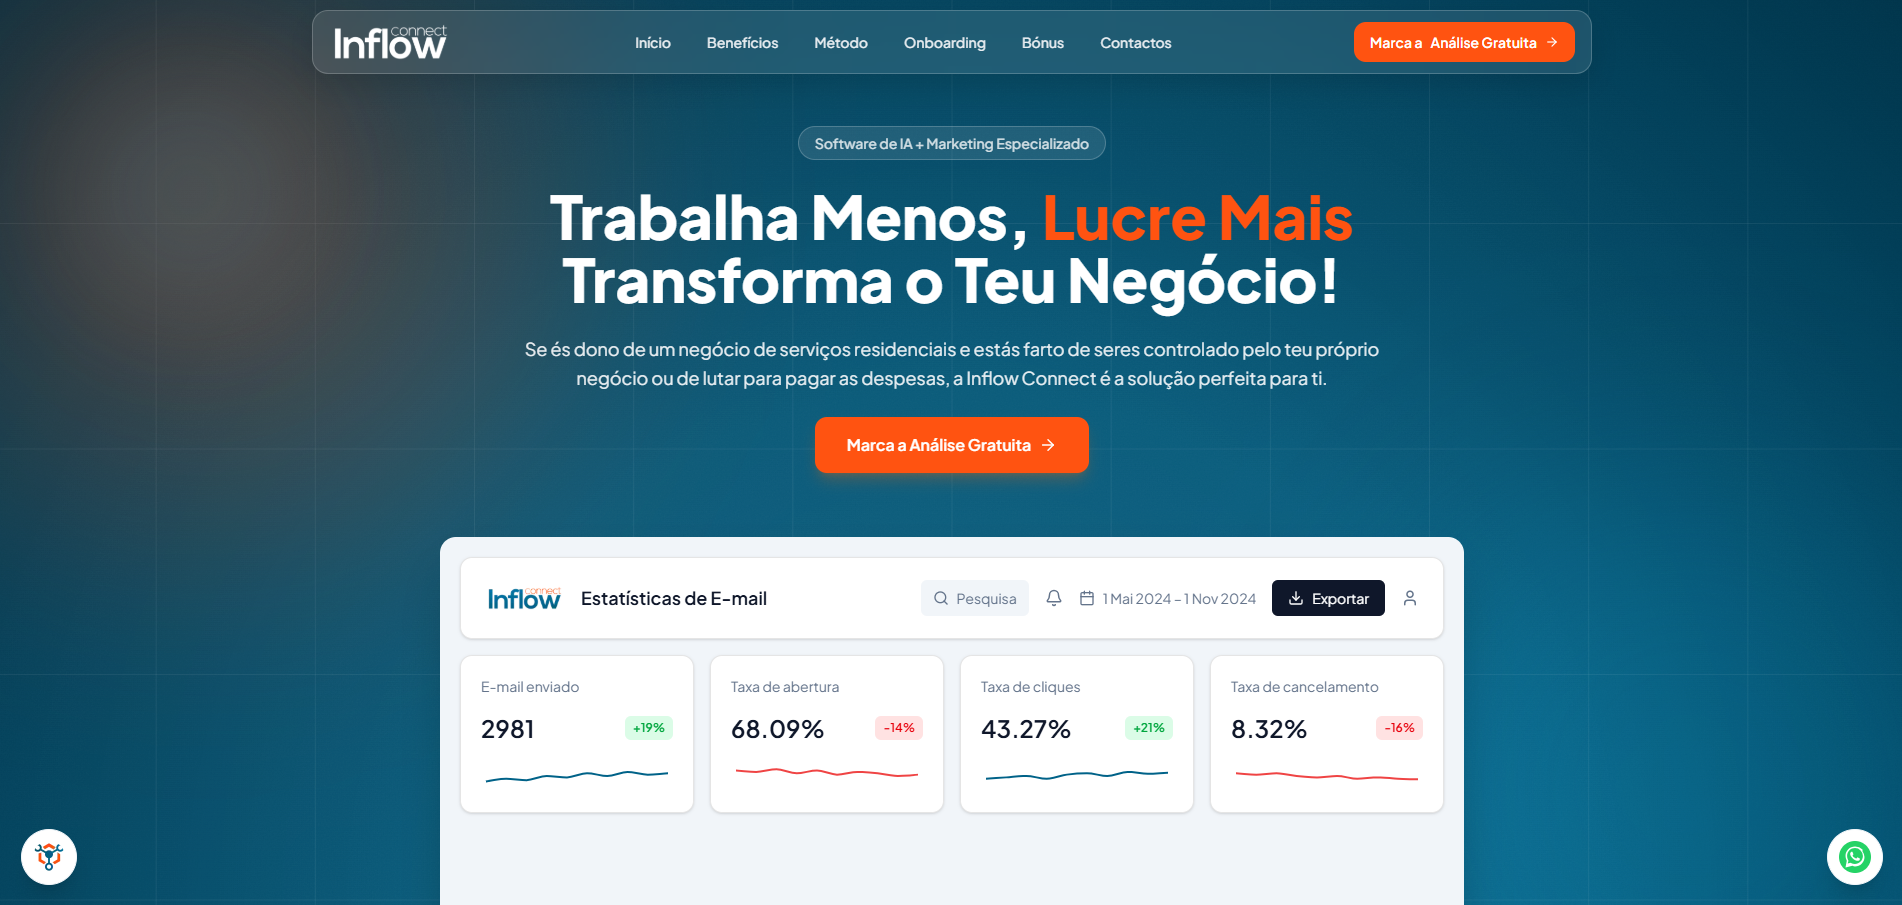 Inflow connect
Início
Benefícios
Método
Onboarding
Bónus
Contactos
Marca a Análise Gratuita
Software de IA + Marketing Especializado
Trabalha Menos, Lucre Mais
Transforma o Teu Negócio!
Se és dono de um negócio de serviços residenciais e estás farto de seres controlado pelo teu próprio
negócio ou de lutar para pagar as despesas, a Inflow Connect é a solução perfeita para ti.
Marca a Análise Gratuita
Inflow connect
Estatísticas de E-mail
Pesquisa
1 Mai 2024 – 1 Nov 2024
Exportar
E-mail enviado
2981
+19%
Taxa de abertura
68.09%
-14%
Taxa de cliques
43.27%
+21%
Taxa de cancelamento
8.32%
-16%